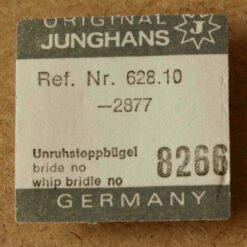 ORIGINAL
JUNGHANS J
Ref. Nr. 628.10
-2877
Unruhstoppbügel
bride no
whip bridle no
8266
GERMANY